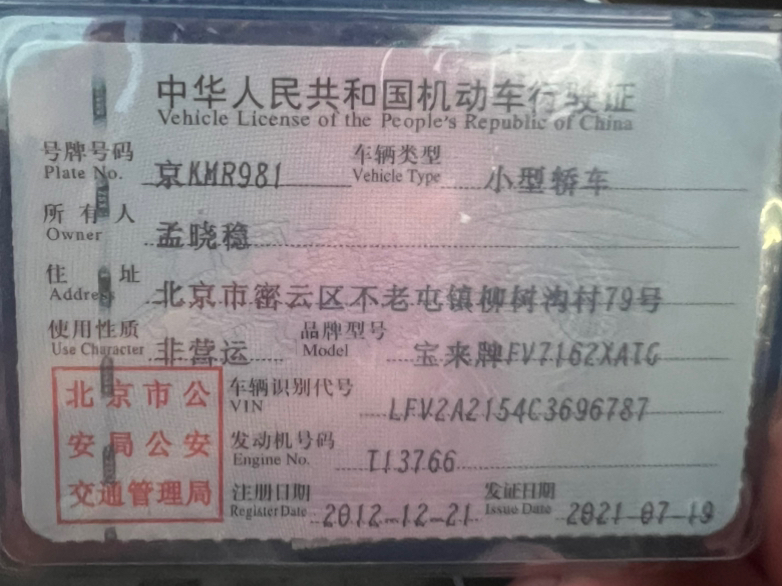 中华人民共和国机动车行驶证
Vehicle License of the People's Republic of China
号牌号码 京KMR981 车辆类型 小型轿车
Plate No. Vehicle Type
所有人 孟晓稳
Owner
住址 北京市密云区不老屯镇柳树沟村79号
Address
使用性质 非营运 品牌型号 宝来牌FV7162XATG
Use Character Model
北京市公 车辆识别代号 LFV2A2154C3696787
VIN
安局公安 发动机号码 T13766
Engine No.
交通管理局 注册日期 2012-12-21 发证日期 2021-07-19
Register Date Issue Date